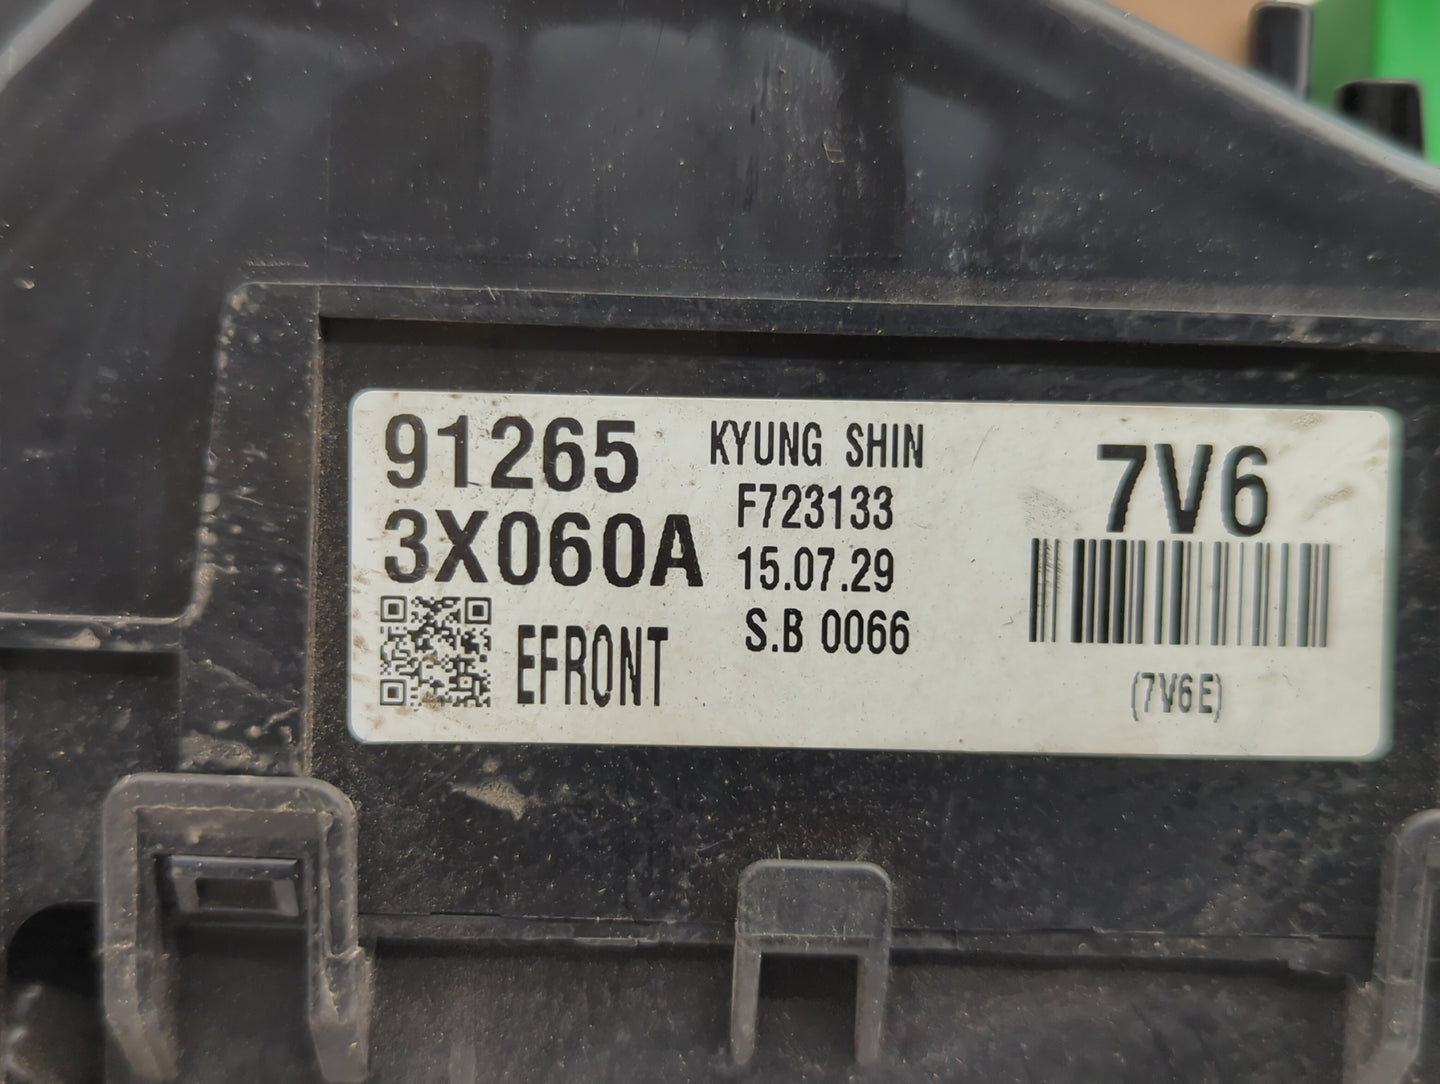 91265
3X060A
EFRONT
KYUNG SHIN
F723133
15.07.29
S.B 0066
7V6
(7V6E)